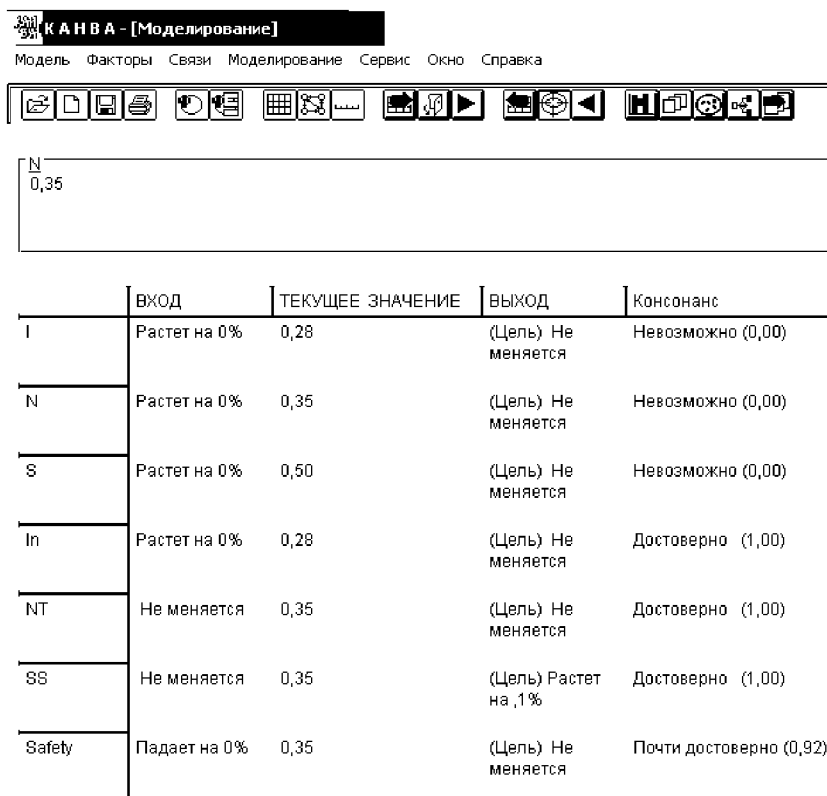 К А Н В А - [Моделирование]
Модель Факторы Связи Моделирование Сервис Окно Справка
N
0,35
ВХОД ТЕКУЩЕЕ ЗНАЧЕНИЕ ВЫХОД Консонанс
I Растет на 0% 0,28 (Цель) Не Невозможно (0,00)
меняется
N Растет на 0% 0,35 (Цель) Не Невозможно (0,00)
меняется
S Растет на 0% 0,50 (Цель) Не Невозможно (0,00)
меняется
In Растет на 0% 0,28 (Цель) Не Достоверно (1,00)
меняется
NT Не меняется 0,35 (Цель) Не Достоверно (1,00)
меняется
SS Не меняется 0,35 (Цель) Растет Достоверно (1,00)
на ,1%
Safety Падает на 0% 0,35 (Цель) Не Почти достоверно (0,92)
меняется